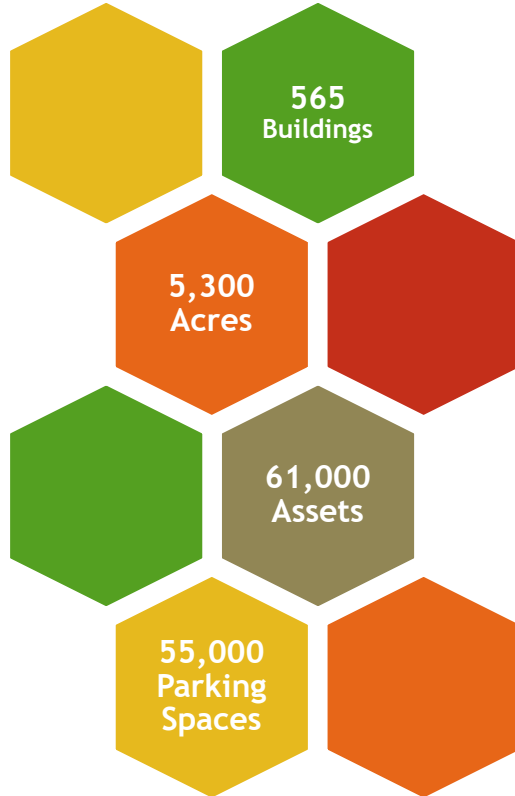 565
Buildings
5,300
Acres
61,000
Assets
55,000
Parking
Spaces